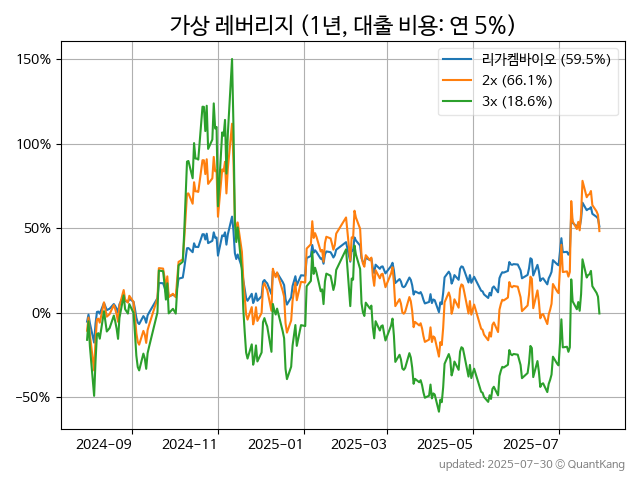 가상 레버리지 (1년, 대출 비용: 연 5%)
리가켐바이오 (59.5%)
2x (66.1%)
3x (18.6%)
150%
100%
50%
0%
−50%
2024-09
2024-11
2025-01
2025-03
2025-05
2025-07
updated: 2025-07-30 © QuantKang